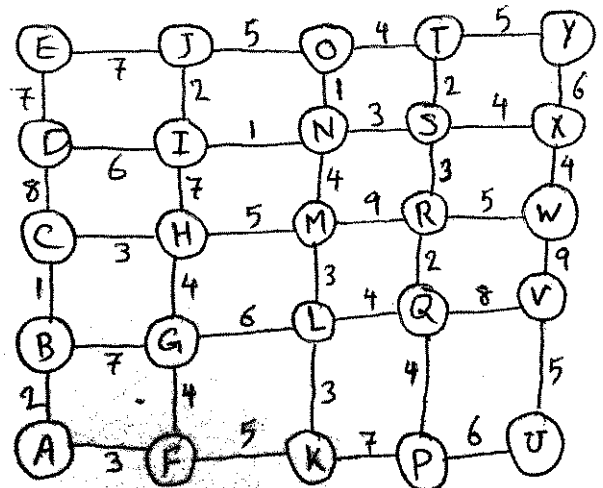 E J 5 O 4 T 5 Y
7
7 2 1 2 6
D I 1 N 3 S 4 X
6
8 7 4 3 4
C H 5 M 9 R 5 W
3
1 4 3 2 9
B G 6 L 4 Q 8 V
7
2 4 3 4 5
A F 5 K 7 P 6 U
3